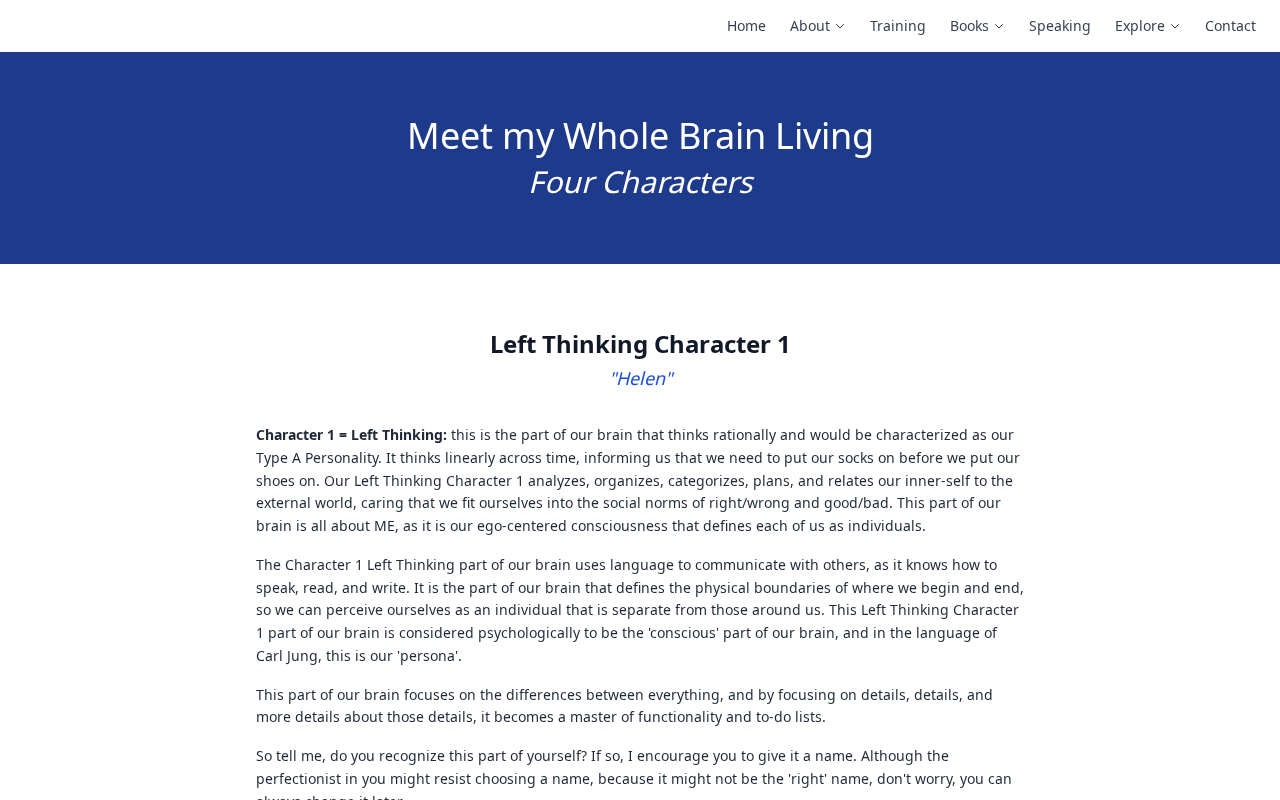 Home About Training Books Speaking Explore Contact
Meet my Whole Brain Living
Four Characters
Left Thinking Character 1
"Helen"
Character 1 = Left Thinking: this is the part of our brain that thinks rationally and would be characterized as our
Type A Personality. It thinks linearly across time, informing us that we need to put our socks on before we put our
shoes on. Our Left Thinking Character 1 analyzes, organizes, categorizes, plans, and relates our inner-self to the
external world, caring that we fit ourselves into the social norms of right/wrong and good/bad. This part of our
brain is all about ME, as it is our ego-centered consciousness that defines each of us as individuals.
The Character 1 Left Thinking part of our brain uses language to communicate with others, as it knows how to
speak, read, and write. It is the part of our brain that defines the physical boundaries of where we begin and end,
so we can perceive ourselves as an individual that is separate from those around us. This Left Thinking Character
1 part of our brain is considered psychologically to be the 'conscious' part of our brain, and in the language of
Carl Jung, this is our 'persona'.
This part of our brain focuses on the differences between everything, and by focusing on details, details, and
more details about those details, it becomes a master of functionality and to-do lists.
So tell me, do you recognize this part of yourself? If so, I encourage you to give it a name. Although the
perfectionist in you might resist choosing a name, because it might not be the 'right' name, don't worry, you can
always change it later.